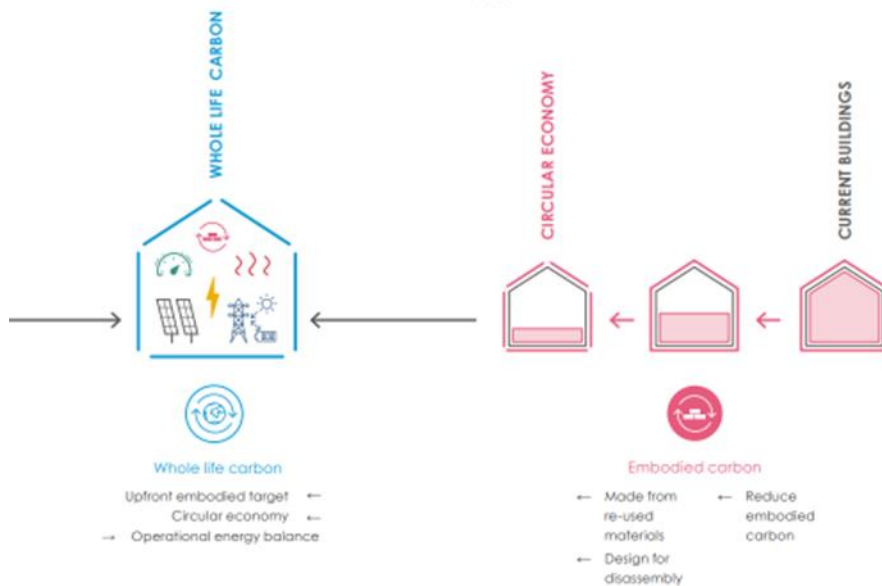 WHOLE LIFE CARBON
CIRCULAR ECONOMY
CURRENT BUILDINGS
Whole life carbon
Upfront embodied target ←
Circular economy ←
→ Operational energy balance
Embodied carbon
← Made from
re-used
materials
← Design for
disassembly
← Reduce
embodied
carbon